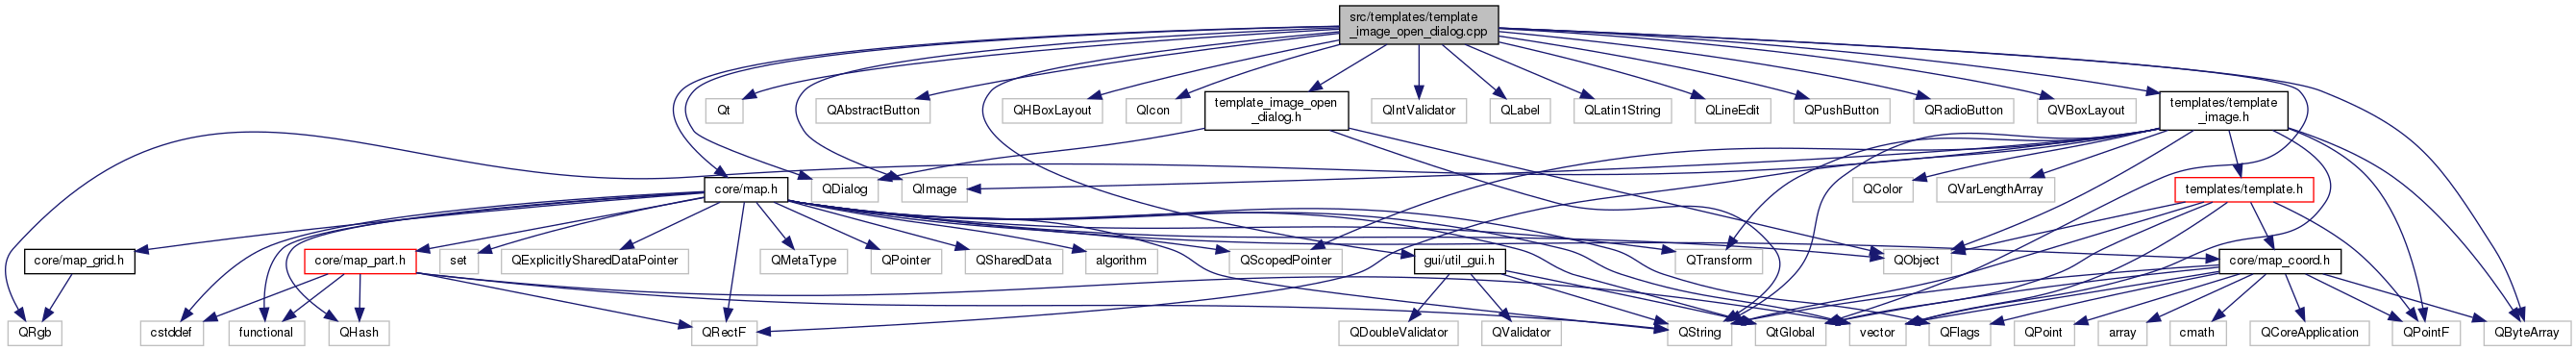 src/templates/template
_image_open_dialog.cpp
Qt
QAbstractButton
QHBoxLayout
QIcon
template_image_open
_dialog.h
QIntValidator
QLabel
QLatin1String
QLineEdit
QPushButton
QRadioButton
QVBoxLayout
templates/template
_image.h
core/map.h
QDialog
QImage
QColor
QVarLengthArray
templates/template.h
core/map_grid.h
core/map_part.h
set
QExplicitlySharedDataPointer
QMetaType
QPointer
QSharedData
algorithm
QScopedPointer
gui/util_gui.h
QTransform
QObject
core/map_coord.h
QRgb
cstddef
functional
QHash
QRectF
QDoubleValidator
QValidator
QString
QtGlobal
vector
QFlags
QPoint
array
cmath
QCoreApplication
QPointF
QByteArray